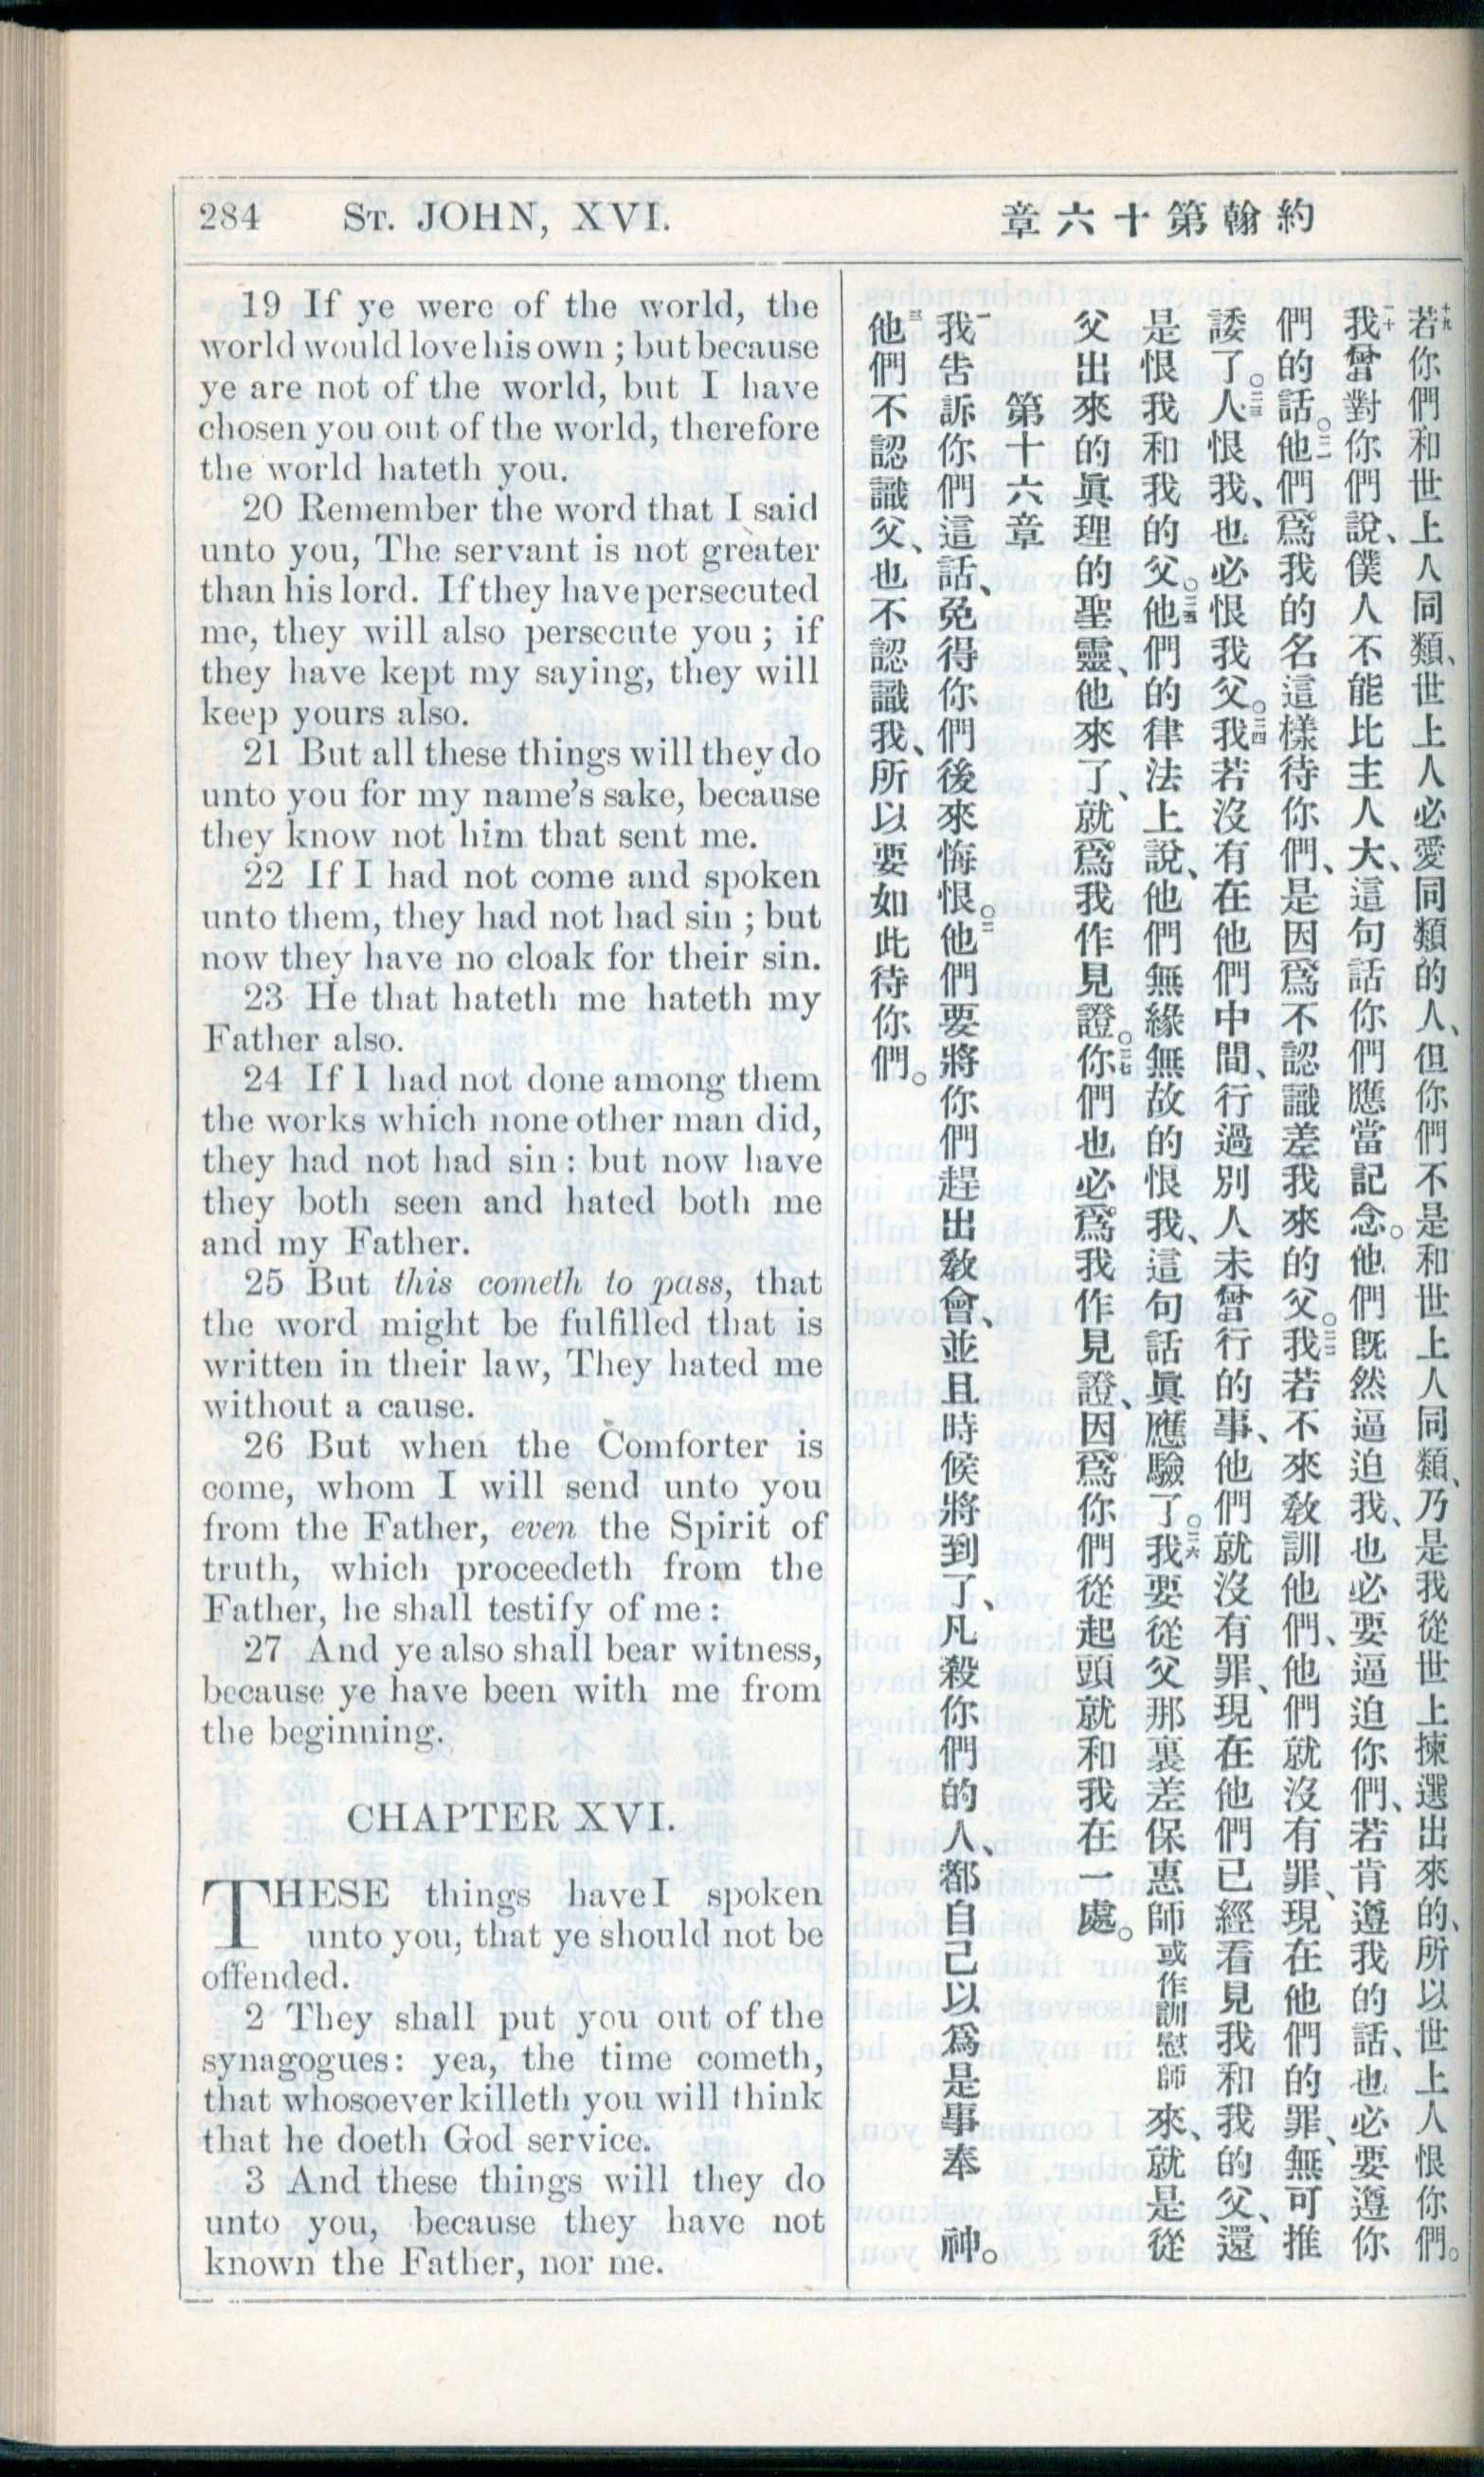 284 ST. JOHN, XVI.
章六十第翰約
19 If ye were of the world, the
world would love his own ; but because
ye are not of the world, but I have
chosen you out of the world, therefore
the world hateth you.
20 Remember the word that I said
unto you, The servant is not greater
than his lord. If they have persecuted
me, they will also persecute you ; if
they have kept my saying, they will
keep yours also.
21 But all these things will they do
unto you for my name's sake, because
they know not him that sent me.
22 If I had not come and spoken
unto them, they had not had sin ; but
now they have no cloak for their sin.
23 He that hateth me hateth my
Father also.
24 If I had not done among them
the works which none other man did,
they had not had sin : but now have
they both seen and hated both me
and my Father.
25 But this cometh to pass, that
the word might be fulfilled that is
written in their law, They hated me
without a cause.
26 But when the Comforter is
come, whom I will send unto you
from the Father, even the Spirit of
truth, which proceedeth from the
Father, he shall testify of me :
27 And ye also shall bear witness,
because ye have been with me from
the beginning.
CHAPTER XVI.
THESE things have I spoken
unto you, that ye should not be
offended.
2 They shall put you out of the
synagogues: yea, the time cometh,
that whosoever killeth you will think
that he doeth God service.
3 And these things will they do
unto you, because they have not
known the Father, nor me.
十九若你們和世上人同類、世上人必愛同類的人、但你們不是和世上人同類、乃是我從世上揀選出來的、所以世上人恨你們。
二十我曾對你們說、僕人不能比主人大、這句話你們應當記念。他們旣然逼迫我、也必要逼迫你們、若肯遵我的話、也必要遵你
們的話。二一他們爲我的名這樣待你們、是因爲不認識差我來的父。二二我若不來敎訓他們、他們就沒有罪、現在他們的罪、無可推
諉了。二三人恨我、也必恨我父。二四我若沒有在他們中間、行過別人未曾行的事、他們就沒有罪、現在他們已經看見我和我的父、還
是恨我和我的父。二五他們的律法上說、他們無緣無故的恨我、這句話眞應驗了。二六我要從父那裏差保惠師或作訓慰師來、就是從
父出來的眞理的聖靈、他來了、就爲我作見證。二七你們也必爲我作見證、因爲你們從起頭就和我在一處。
第十六章
一我告訴你們這話、免得你們後來悔恨。二他們要將你們趕出敎會、並且時候將到了、凡殺你們的人、都自己以爲是事奉 神。
三他們不認識父、也不認識我、所以要如此待你們。